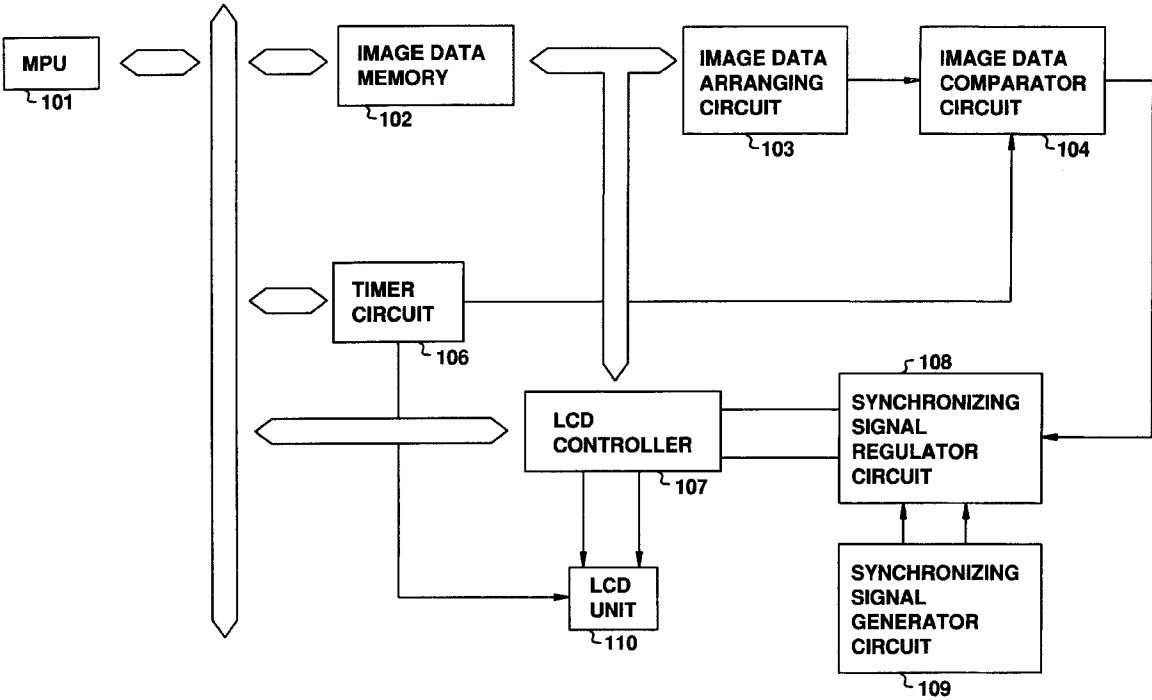 MPU
101
IMAGE DATA
MEMORY
102
IMAGE DATA
ARRANGING
CIRCUIT
103
IMAGE DATA
COMPARATOR
CIRCUIT
104
TIMER
CIRCUIT
106
LCD
CONTROLLER
107
108
SYNCHRONIZING
SIGNAL
REGULATOR
CIRCUIT
LCD
UNIT
110
SYNCHRONIZING
SIGNAL
GENERATOR
CIRCUIT
109